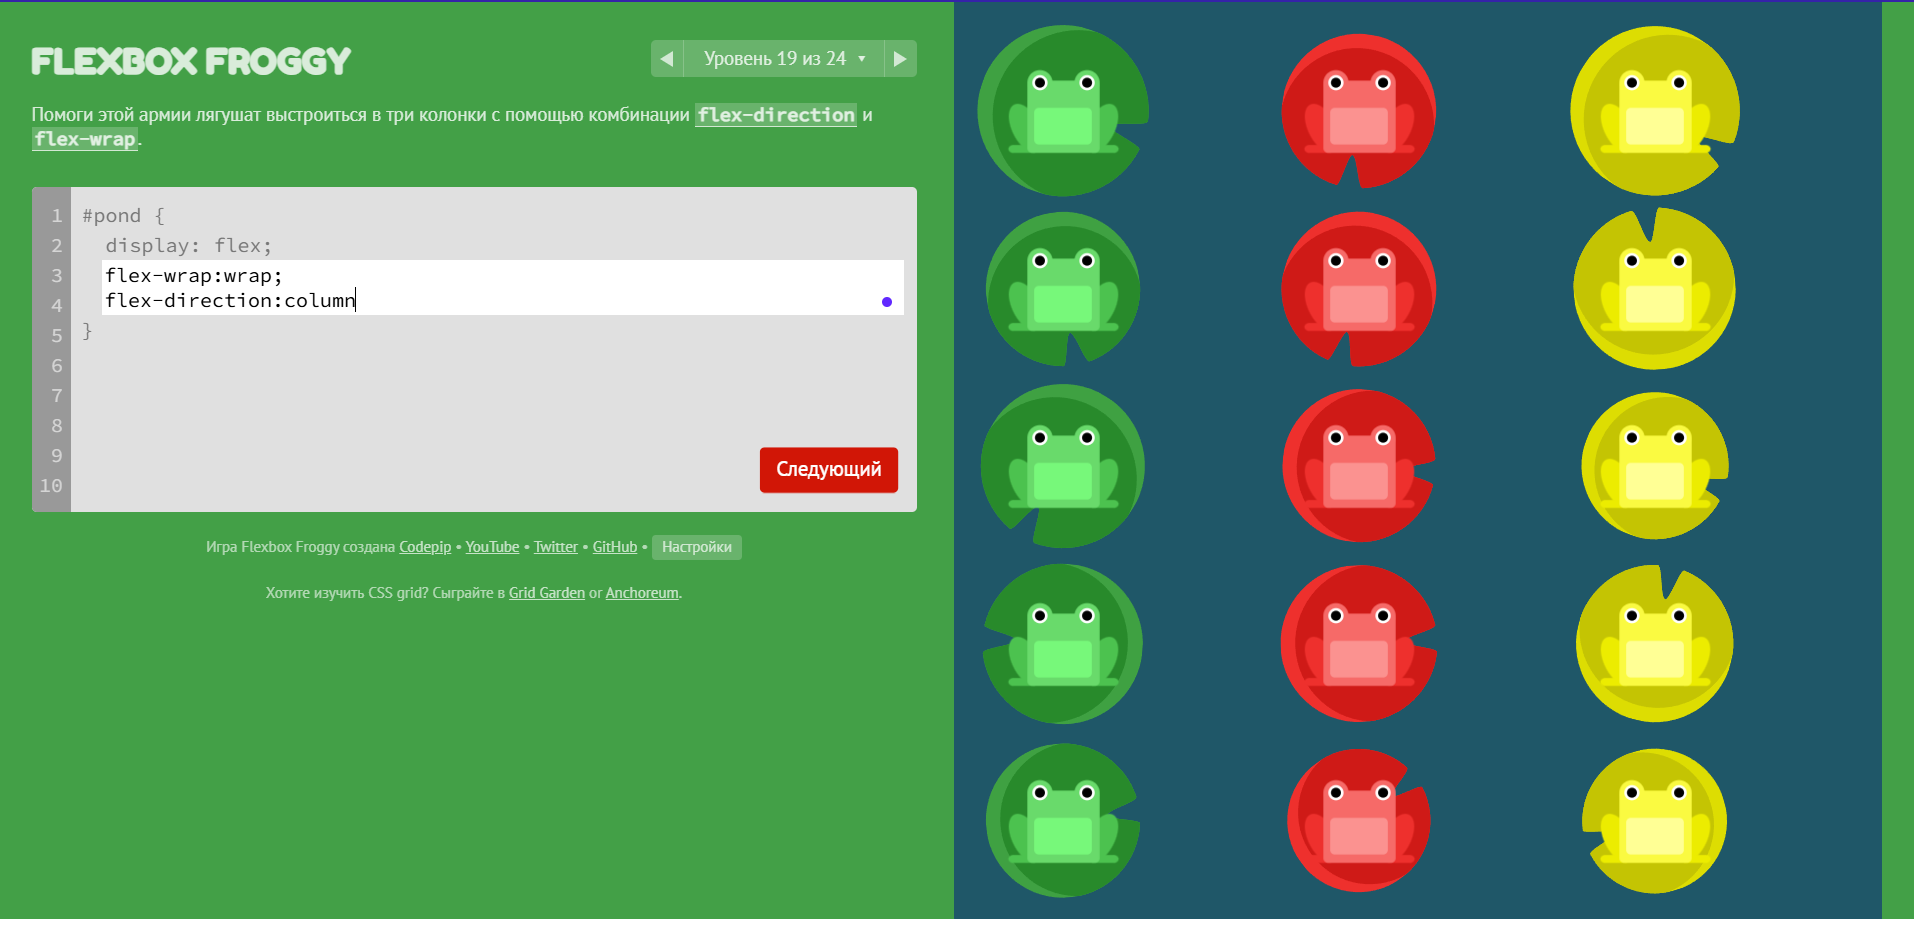 FLEXBOX FROGGY
Уровень 19 из 24
Помоги этой армии лягушат выстроиться в три колонки с помощью комбинации flex-direction и
flex-wrap.
1 #pond {
2 display: flex;
3 flex-wrap:wrap;
4 flex-direction:column
5 }
6
7
8
9
10
Следующий
Игра Flexbox Froggy создана Codepip • YouTube • Twitter • GitHub • Настройки
Хотите изучить CSS grid? Сыграйте в Grid Garden or Anchoreum.